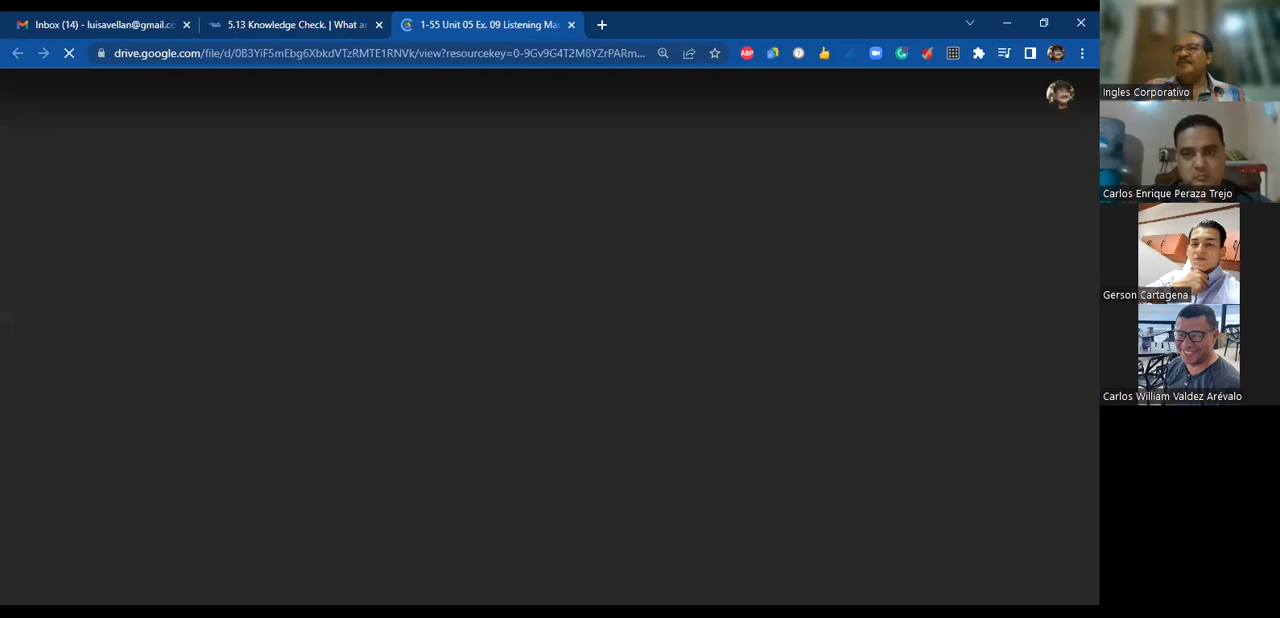 Inbox (14) - luisavellan@gmail.co
5.13 Knowledge Check. | What a
1-55 Unit 05 Ex. 09 Listening Ma
drive.google.com/file/d/0B3YiF5mEbg6XbkdVTzRMTE1RNVk/view?resourcekey=0-9Gv9G4T2M8YZrPARm...
ABP
Ingles Corporativo
Carlos Enrique Peraza Trejo
Gerson Cartagena
Carlos William Valdez Arévalo